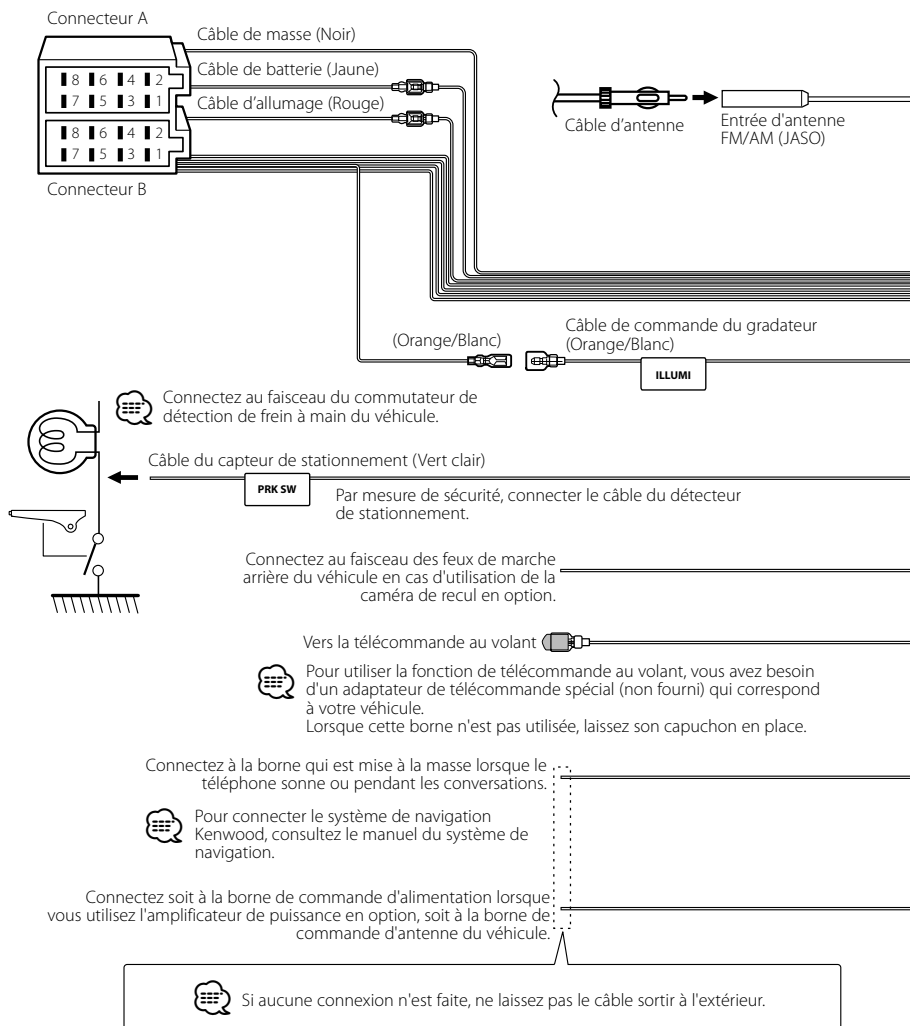 Connecteur A
Câble de masse (Noir)
Câble de batterie (Jaune)
Câble d'allumage (Rouge)
8 6 4 2
7 5 3 1
8 6 4 2
7 5 3 1
Connecteur B
Câble d'antenne
Entrée d'antenne
FM/AM (JASO)
(Orange/Blanc)
Câble de commande du gradateur
(Orange/Blanc)
ILLUMI
Connectez au faisceau du commutateur de
détection de frein à main du véhicule.
Câble du capteur de stationnement (Vert clair)
PRK SW
Par mesure de sécurité, connecter le câble du détecteur
de stationnement.
Connectez au faisceau des feux de marche
arrière du véhicule en cas d'utilisation de la
caméra de recul en option.
Vers la télécommande au volant
Pour utiliser la fonction de télécommande au volant, vous avez besoin
d'un adaptateur de télécommande spécial (non fourni) qui correspond
à votre véhicule.
Lorsque cette borne n'est pas utilisée, laissez son capuchon en place.
Connectez à la borne qui est mise à la masse lorsque le
téléphone sonne ou pendant les conversations.
Pour connecter le système de navigation
Kenwood, consultez le manuel du système de
navigation.
Connectez soit à la borne de commande d'alimentation lorsque
vous utilisez l'amplificateur de puissance en option, soit à la borne de
commande d'antenne du véhicule.
Si aucune connexion n'est faite, ne laissez pas le câble sortir à l'extérieur.